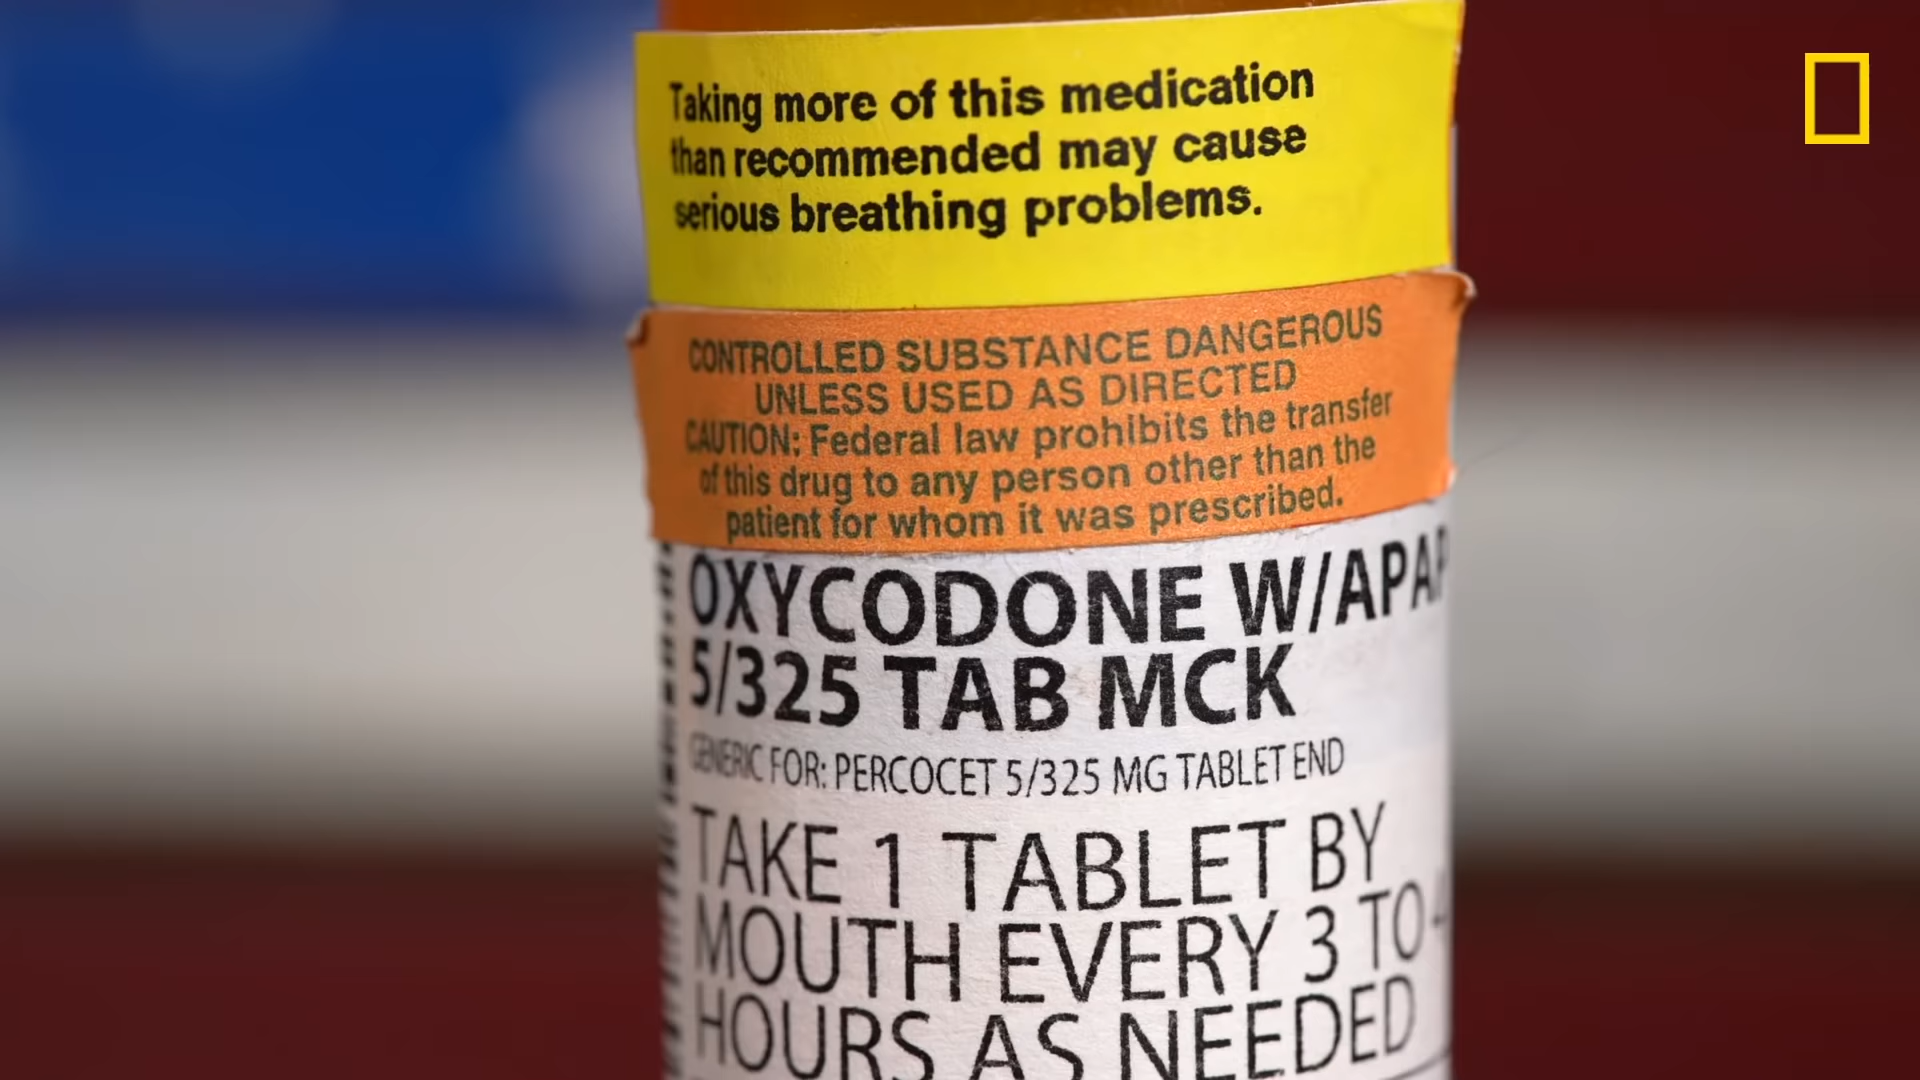 Taking more of this medication
than recommended may cause
serious breathing problems.
CONTROLLED SUBSTANCE DANGEROUS
UNLESS USED AS DIRECTED
CAUTION: Federal law prohibits the transfer
of this drug to any person other than the
patient for whom it was prescribed.
OXYCODONE W/APAP
5/325 TAB MCK
GENERIC FOR: PERCOCET 5/325 MG TABLET END
TAKE 1 TABLET BY
MOUTH EVERY 3 TO
HOURS AS NEEDED